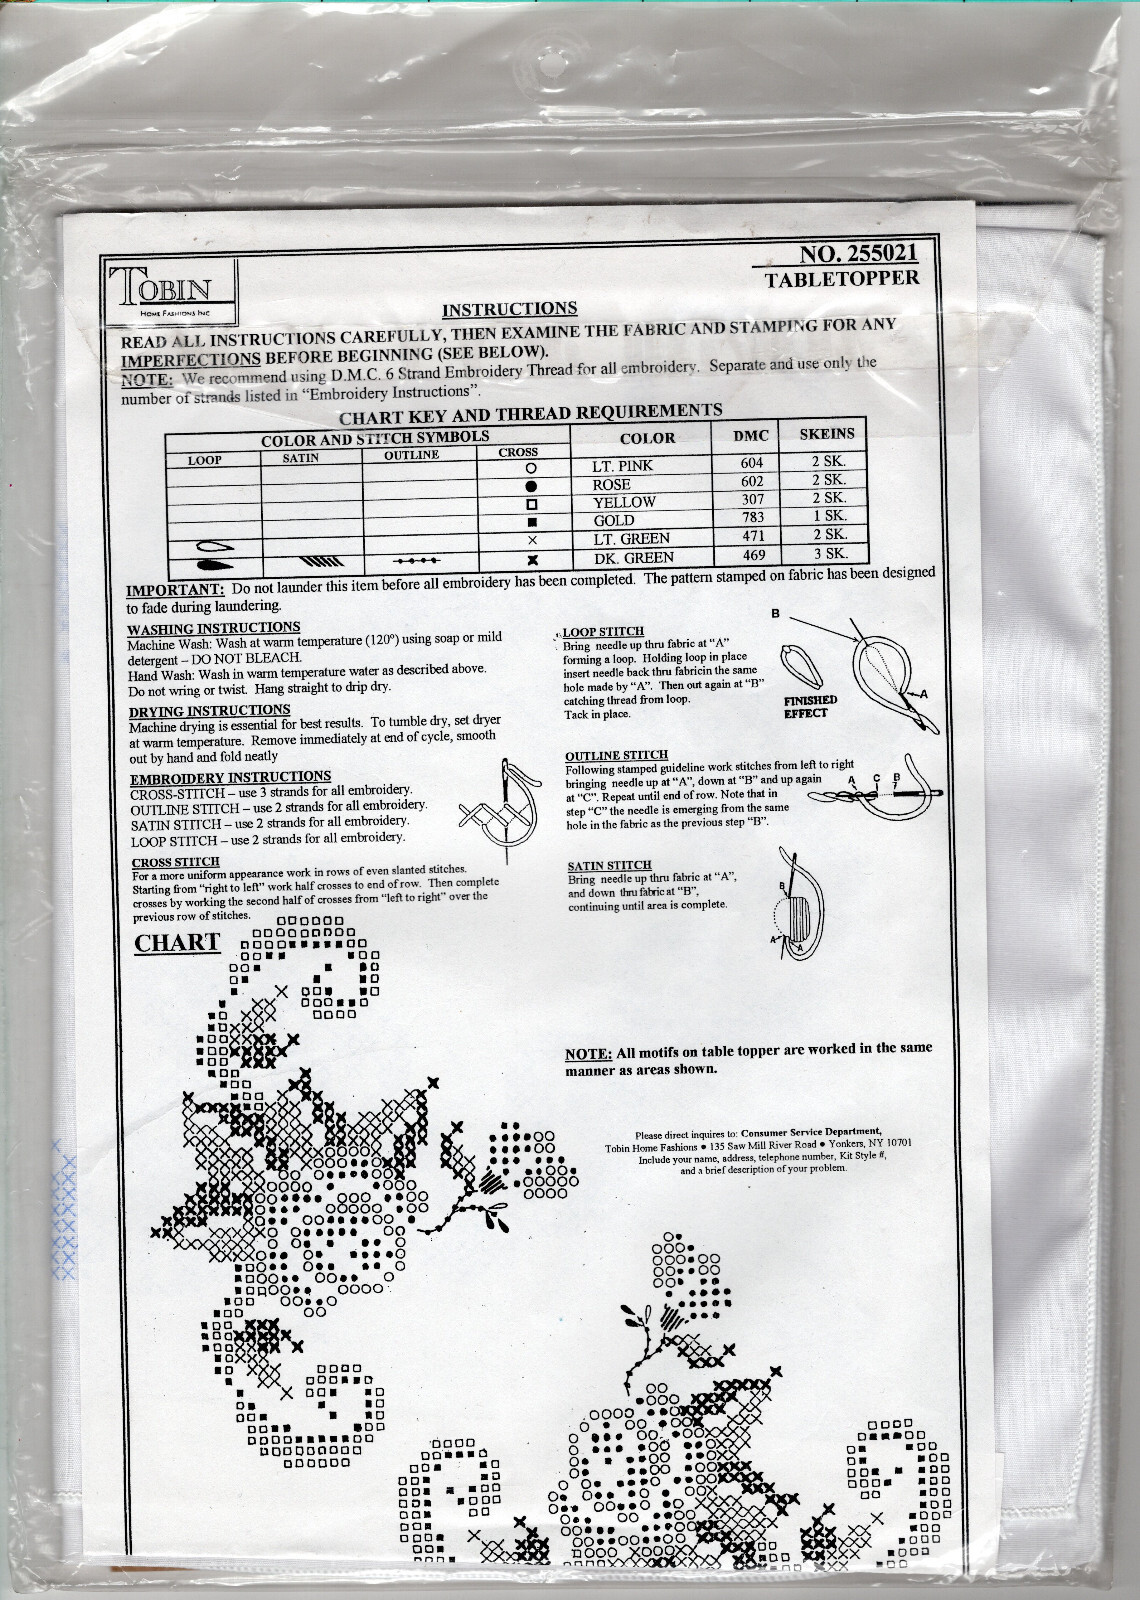 TOBIN
HOME FASHIONS INC
NO. 255021
TABLETOPPER
INSTRUCTIONS
READ ALL INSTRUCTIONS CAREFULLY, THEN EXAMINE THE FABRIC AND STAMPING FOR ANY
IMPERFECTIONS BEFORE BEGINNING (SEE BELOW).
NOTE: We recommend using D.M.C. 6 Strand Embroidery Thread for all embroidery. Separate and use only the
number of strands listed in “Embroidery Instructions”.
CHART KEY AND THREAD REQUIREMENTS
COLOR AND STITCH SYMBOLS COLOR DMC SKEINS
LOOP SATIN OUTLINE CROSS
LT. PINK 604 2 SK.
ROSE 602 2 SK.
YELLOW 307 2 SK.
GOLD 783 1 SK.
LT. GREEN 471 2 SK.
DK. GREEN 469 3 SK.
IMPORTANT: Do not launder this item before all embroidery has been completed. The pattern stamped on fabric has been designed
to fade during laundering.
WASHING INSTRUCTIONS
Machine Wash: Wash at warm temperature (120°) using soap or mild
detergent – DO NOT BLEACH.
Hand Wash: Wash in warm temperature water as described above.
Do not wring or twist. Hang straight to drip dry.
DRYING INSTRUCTIONS
Machine drying is essential for best results. To tumble dry, set dryer
at warm temperature. Remove immediately at end of cycle, smooth
out by hand and fold neatly
EMBROIDERY INSTRUCTIONS
CROSS-STITCH – use 3 strands for all embroidery.
OUTLINE STITCH – use 2 strands for all embroidery.
SATIN STITCH – use 2 strands for all embroidery.
LOOP STITCH – use 2 strands for all embroidery.
CROSS STITCH
For a more uniform appearance work in rows of even slanted stitches.
Starting from “right to left” work half crosses to end of row. Then complete
crosses by working the second half of crosses from “left to right” over the
previous row of stitches.
CHART
LOOP STITCH
Bring needle up thru fabric at “A”
forming a loop. Holding loop in place
insert needle back thru fabricin the same
hole made by “A”. Then out again at “B”
catching thread from loop.
Tack in place.
B
A
FINISHED
EFFECT
OUTLINE STITCH
Following stamped guideline work stitches from left to right
bringing needle up at “A”, down at “B” and up again
at “C”. Repeat until end of row. Note that in
step “C” the needle is emerging from the same
hole in the fabric as the previous step “B”.
A C B
SATIN STITCH
Bring needle up thru fabric at “A”,
and down thru fabric at “B”,
continuing until area is complete.
B
A
A
NOTE: All motifs on table topper are worked in the same
manner as areas shown.
Please direct inquires to: Consumer Service Department,
Tobin Home Fashions ● 135 Saw Mill River Road ● Yonkers, NY 10701
Include your name, address, telephone number, Kit Style #,
and a brief description of your problem.